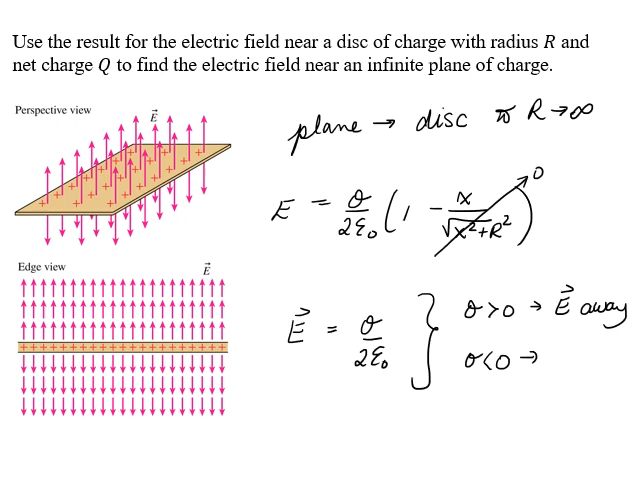 Use the result for the electric field near a disc of charge with radius R and
net charge Q to find the electric field near an infinite plane of charge.
Perspective view
E⃗
plane → disc R→∞
E = σ/2ε₀ (1 - x/√x²+R²) → 0
Edge view
E⃗
E⃗ = σ/2ε₀ } σ>0 → E⃗ away
σ<0 →